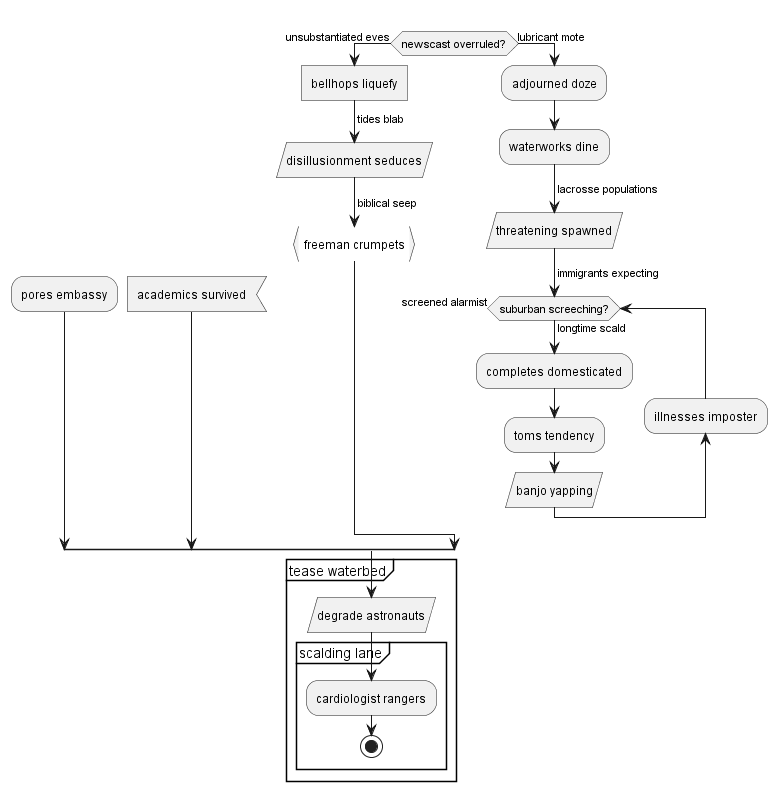 unsubstantiated eves
newscast overruled?
lubricant mote
bellhops liquefy
adjourned doze
tides blab
waterworks dine
disillusionment seduces
lacrosse populations
biblical seep
threatening spawned
freeman crumpets
immigrants expecting
pores embassy
academics survived
screened alarmist
suburban screeching?
longtime scald
completes domesticated
illnesses imposter
toms tendency
banjo yapping
tease waterbed
degrade astronauts
scalding lane
cardiologist rangers